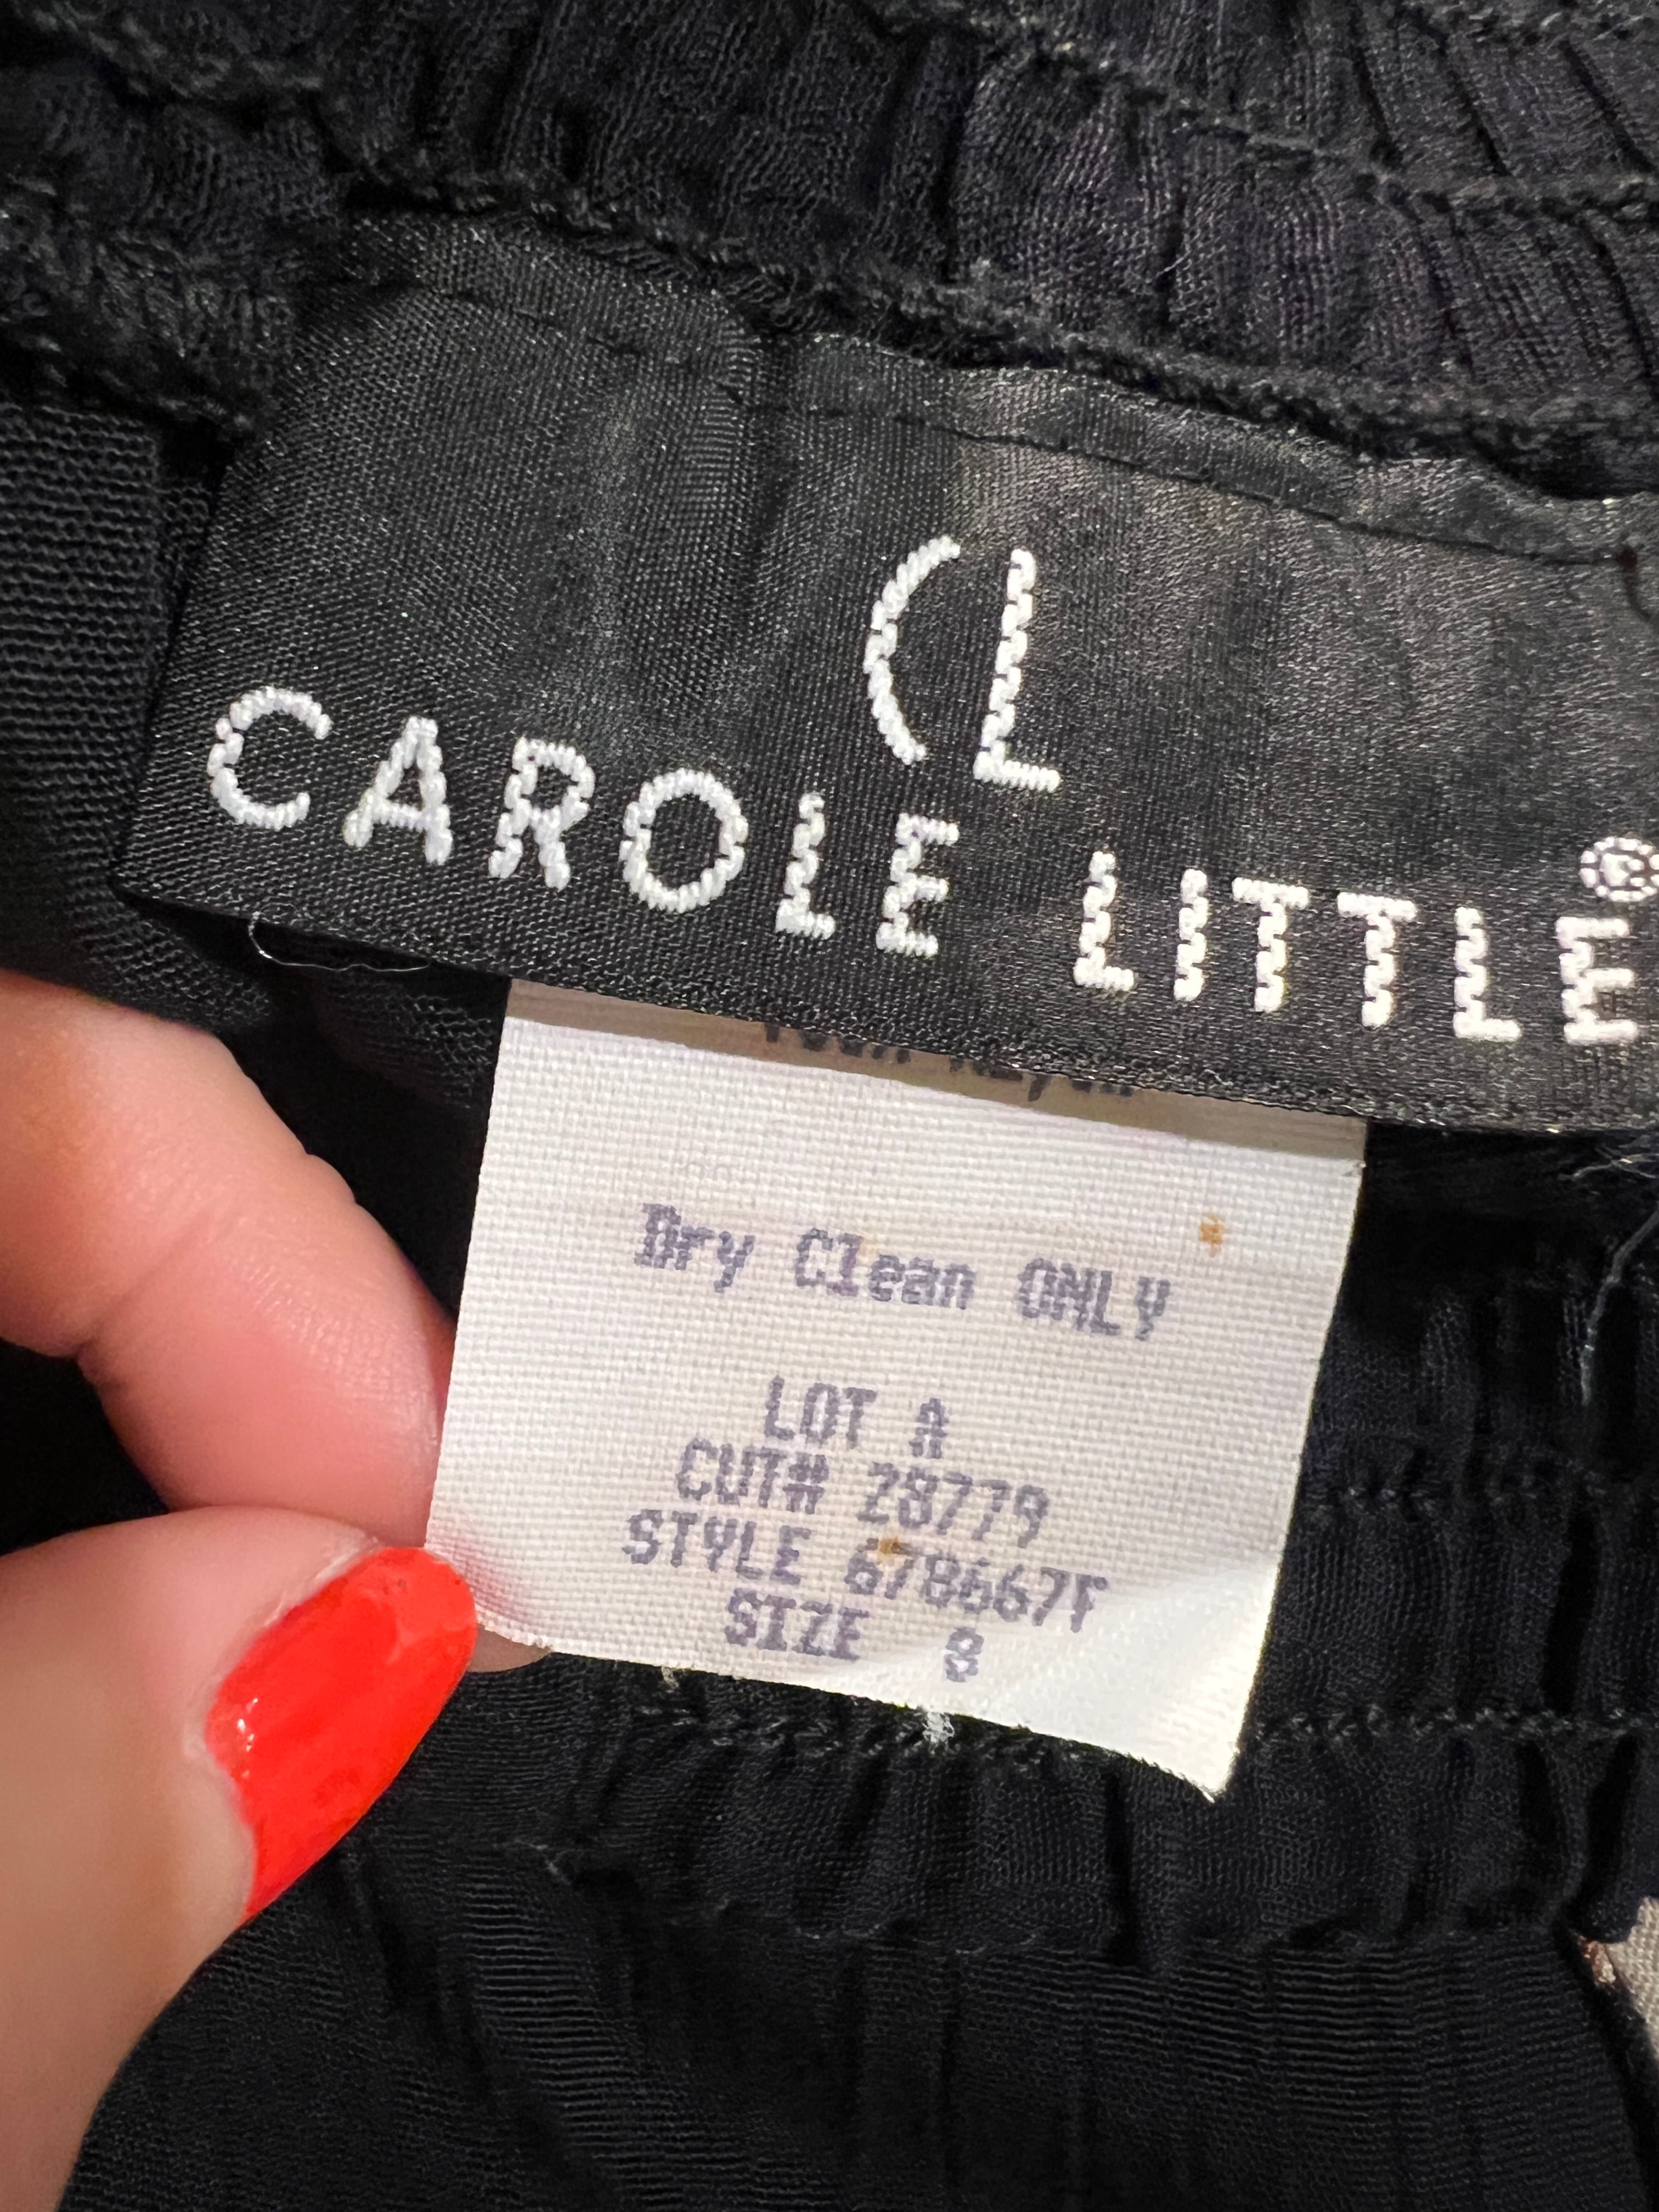 CL
CAROLE LITTLE®
Dry Clean ONLY
LOT A
CUT# 28779
STYLE 678667F
SIZE 8